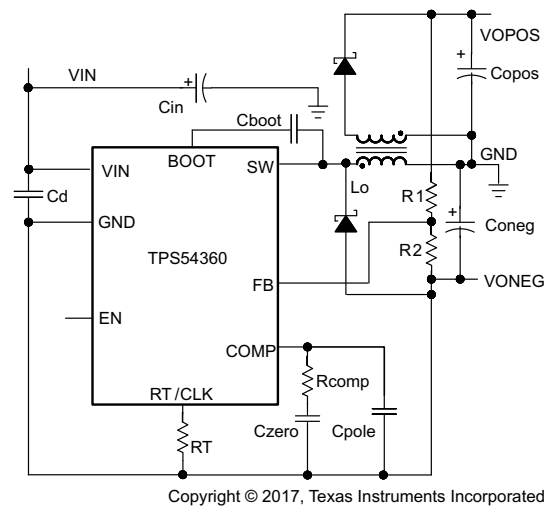 VOPOS
VIN
Copos
Cin
Cboot
GND
BOOT
VIN
SW
Lo
R1
Cd
GND
Coneg
R2
TPS54360
FB
VONEG
EN
COMP
Rcomp
RT/CLK
Czero
Cpole
RT
Copyright © 2017, Texas Instruments Incorporated